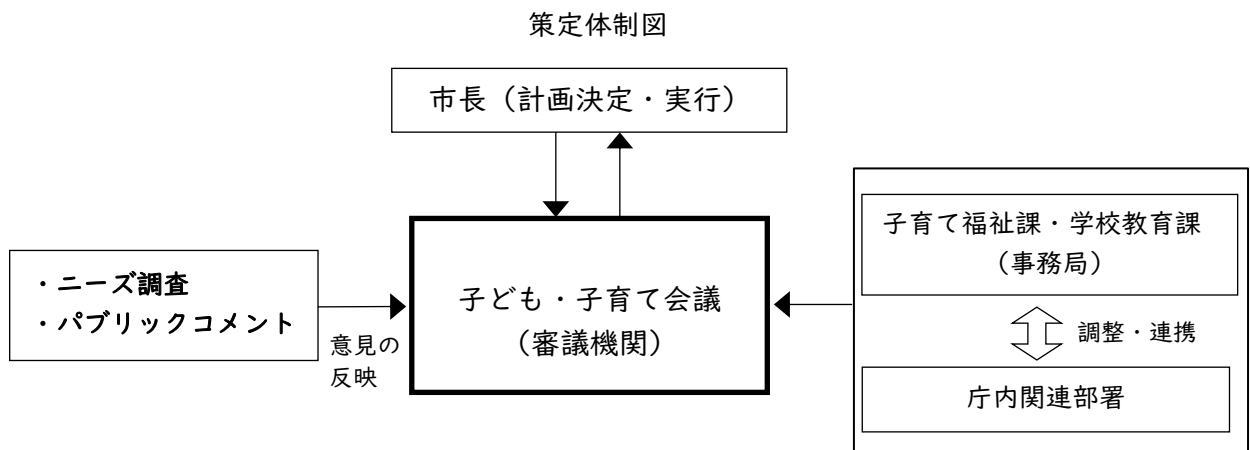 策定体制図
市長（計画決定・実行）
・ニーズ調査
・パブリックコメント
意見の
反映
子ども・子育て会議
（審議機関）
子育て福祉課・学校教育課
（事務局）
調整・連携
庁内関連部署